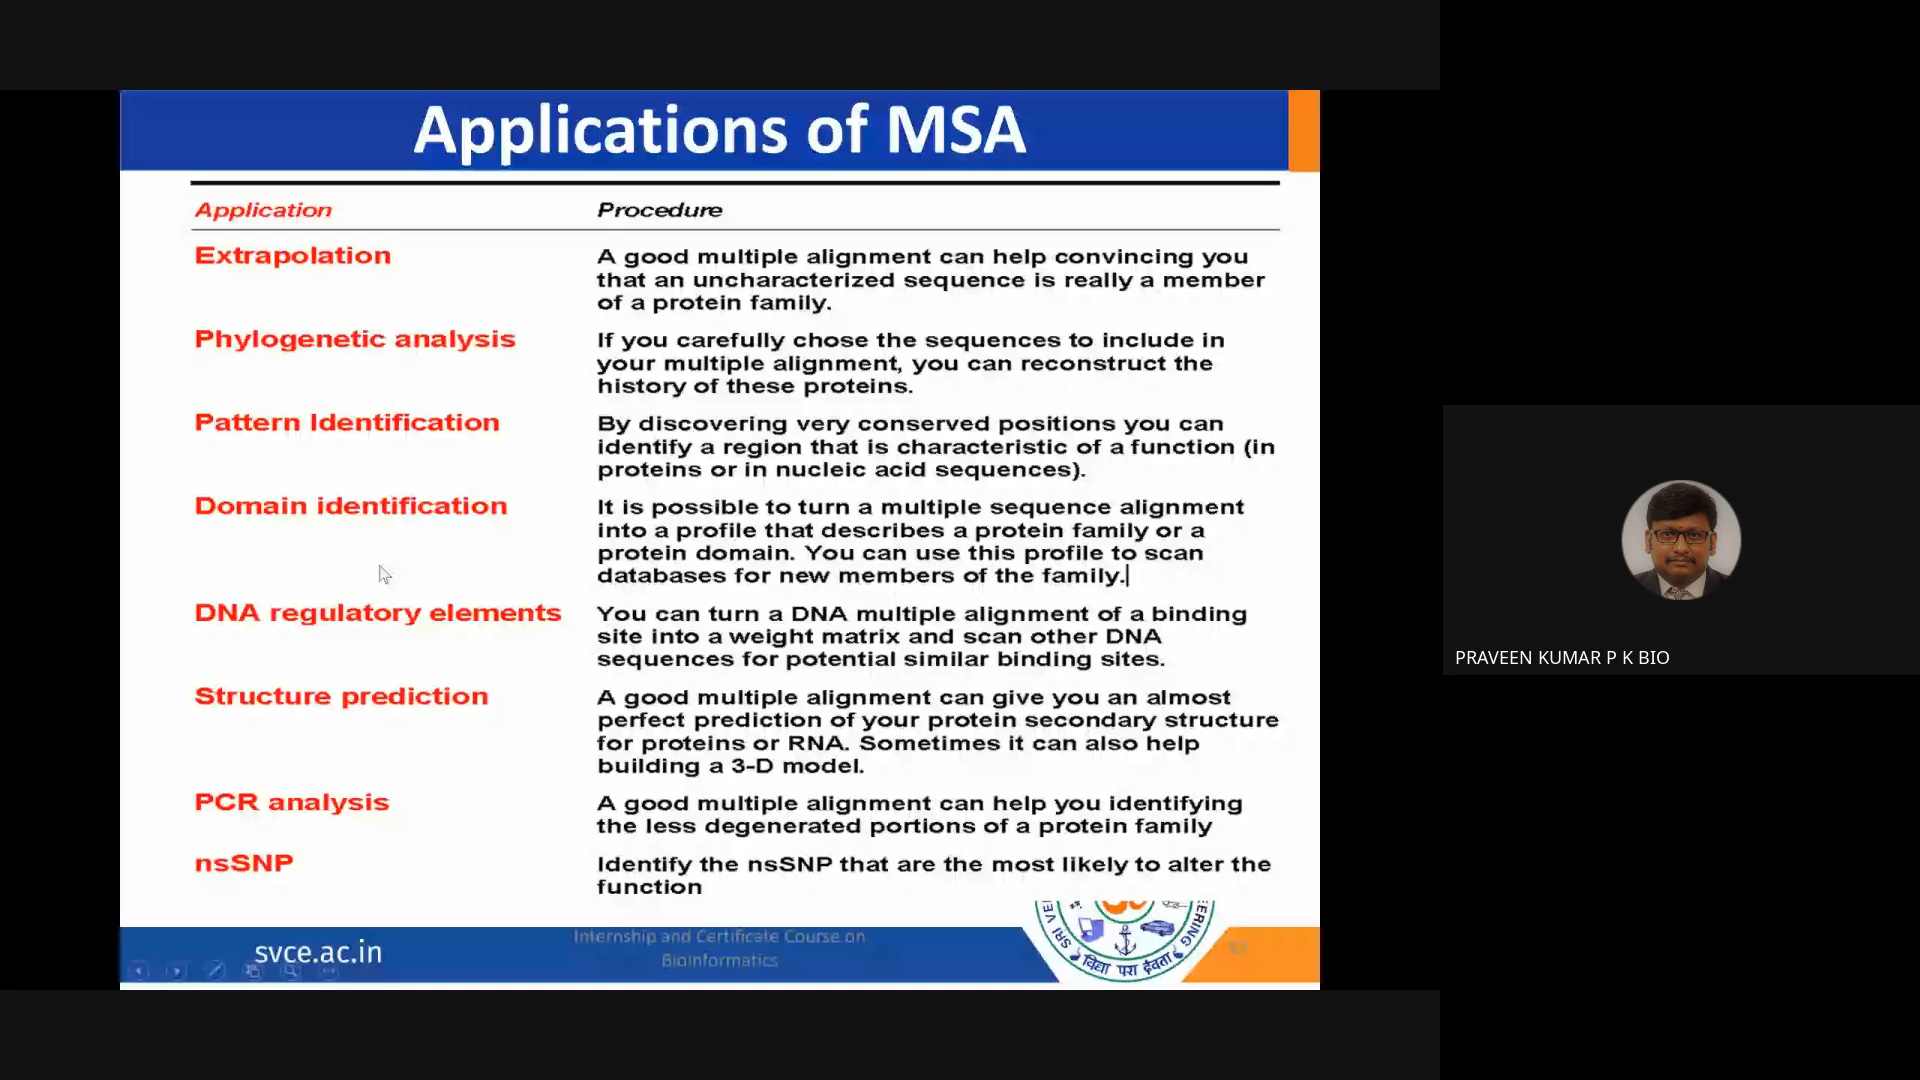 Applications of MSA
Application Procedure
Extrapolation A good multiple alignment can help convincing you
that an uncharacterized sequence is really a member
of a protein family.
Phylogenetic analysis If you carefully chose the sequences to include in
your multiple alignment, you can reconstruct the
history of these proteins.
Pattern Identification By discovering very conserved positions you can
identify a region that is characteristic of a function (in
proteins or in nucleic acid sequences).
Domain identification It is possible to turn a multiple sequence alignment
into a profile that describes a protein family or a
protein domain. You can use this profile to scan
databases for new members of the family.
DNA regulatory elements You can turn a DNA multiple alignment of a binding
site into a weight matrix and scan other DNA
sequences for potential similar binding sites.
Structure prediction A good multiple alignment can give you an almost
perfect prediction of your protein secondary structure
for proteins or RNA. Sometimes it can also help
building a 3-D model.
PCR analysis A good multiple alignment can help you identifying
the less degenerated portions of a protein family
nsSNP Identify the nsSNP that are the most likely to alter the
function
svce.ac.in
Internship and Certificate Course on
Bioinformatics
SRI VE
EERING
विद्या परा देवता
PRAVEEN KUMAR P K BIO